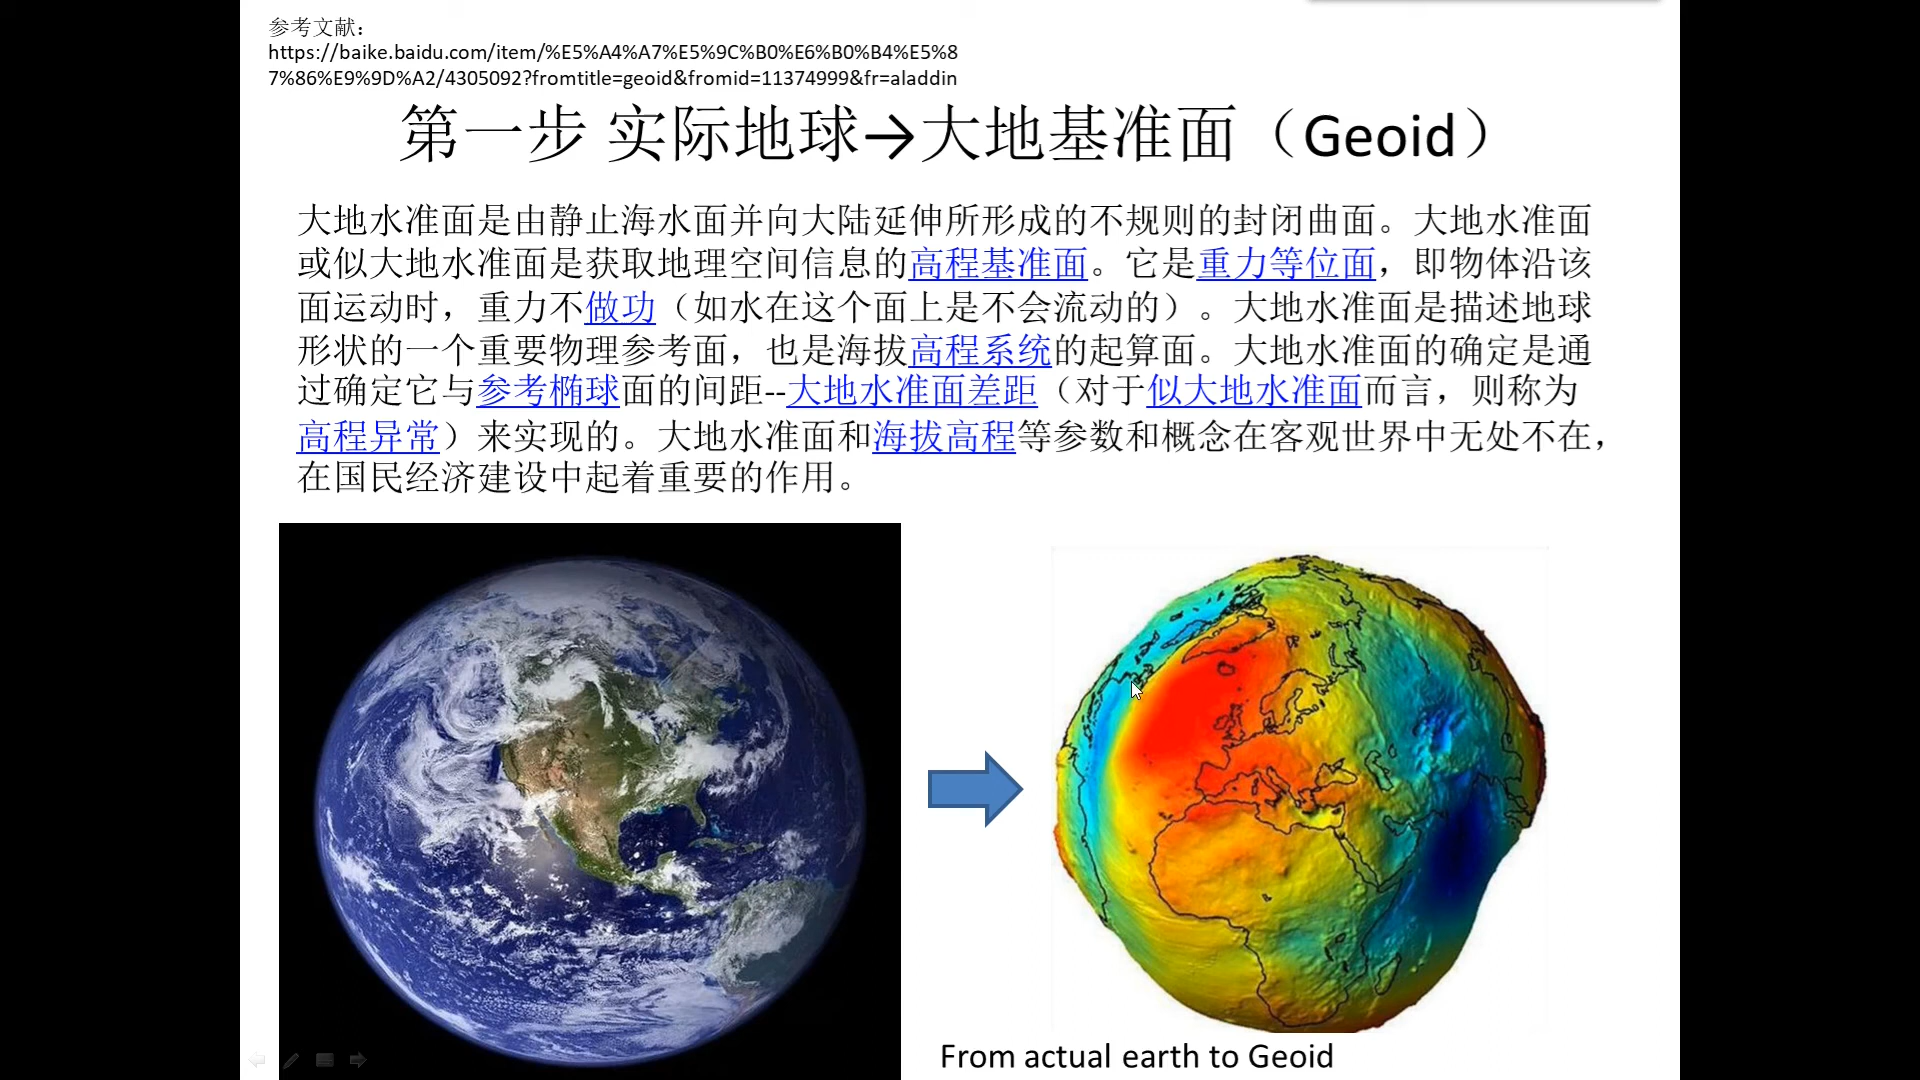 参考文献：
https://baike.baidu.com/item/%E5%A4%A7%E5%9C%B0%E6%B0%B4%E5%8
7%86%E9%9D%A2/4305092?fromtitle=geoid&fromid=11374999&fr=aladdin
第一步 实际地球→大地基准面（Geoid）
大地水准面是由静止海水面并向大陆延伸所形成的不规则的封闭曲面。大地水准面
或似大地水准面是获取地理空间信息的高程基准面。它是重力等位面，即物体沿该
面运动时，重力不做功（如水在这个面上是不会流动的）。大地水准面是描述地球
形状的一个重要物理参考面，也是海拔高程系统的起算面。大地水准面的确定是通
过确定它与参考椭球面的间距--大地水准面差距（对于似大地水准面而言，则称为
高程异常）来实现的。大地水准面和海拔高程等参数和概念在客观世界中无处不在，
在国民经济建设中起着重要的作用。
From actual earth to Geoid